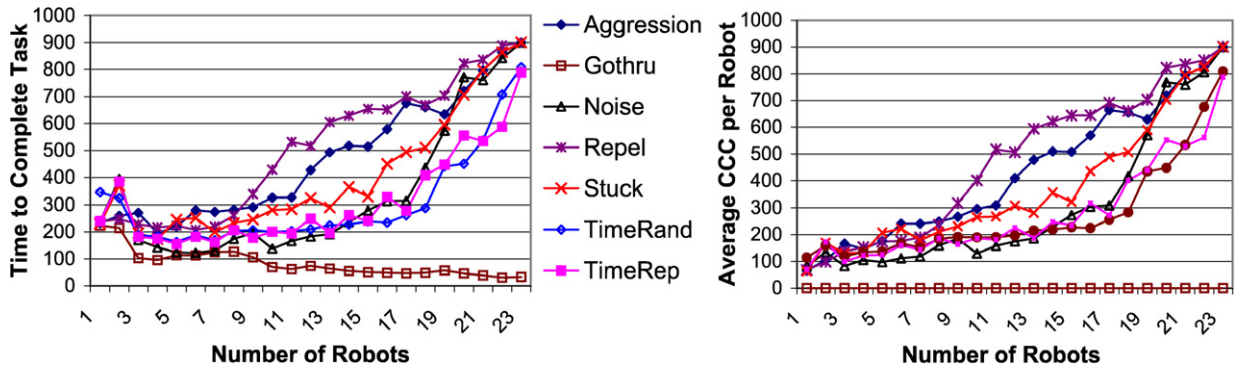 Time to Complete Task
1000
900
800
700
600
500
400
300
200
100
0
1 3 5 7 9 11 13 15 17 19 21 23
Number of Robots
Aggression
Gothru
Noise
Repel
Stuck
TimeRand
TimeRep
Average CCC per Robot
1000
900
800
700
600
500
400
300
200
100
0
1 3 5 7 9 11 13 15 17 19 21 23
Number of Robots